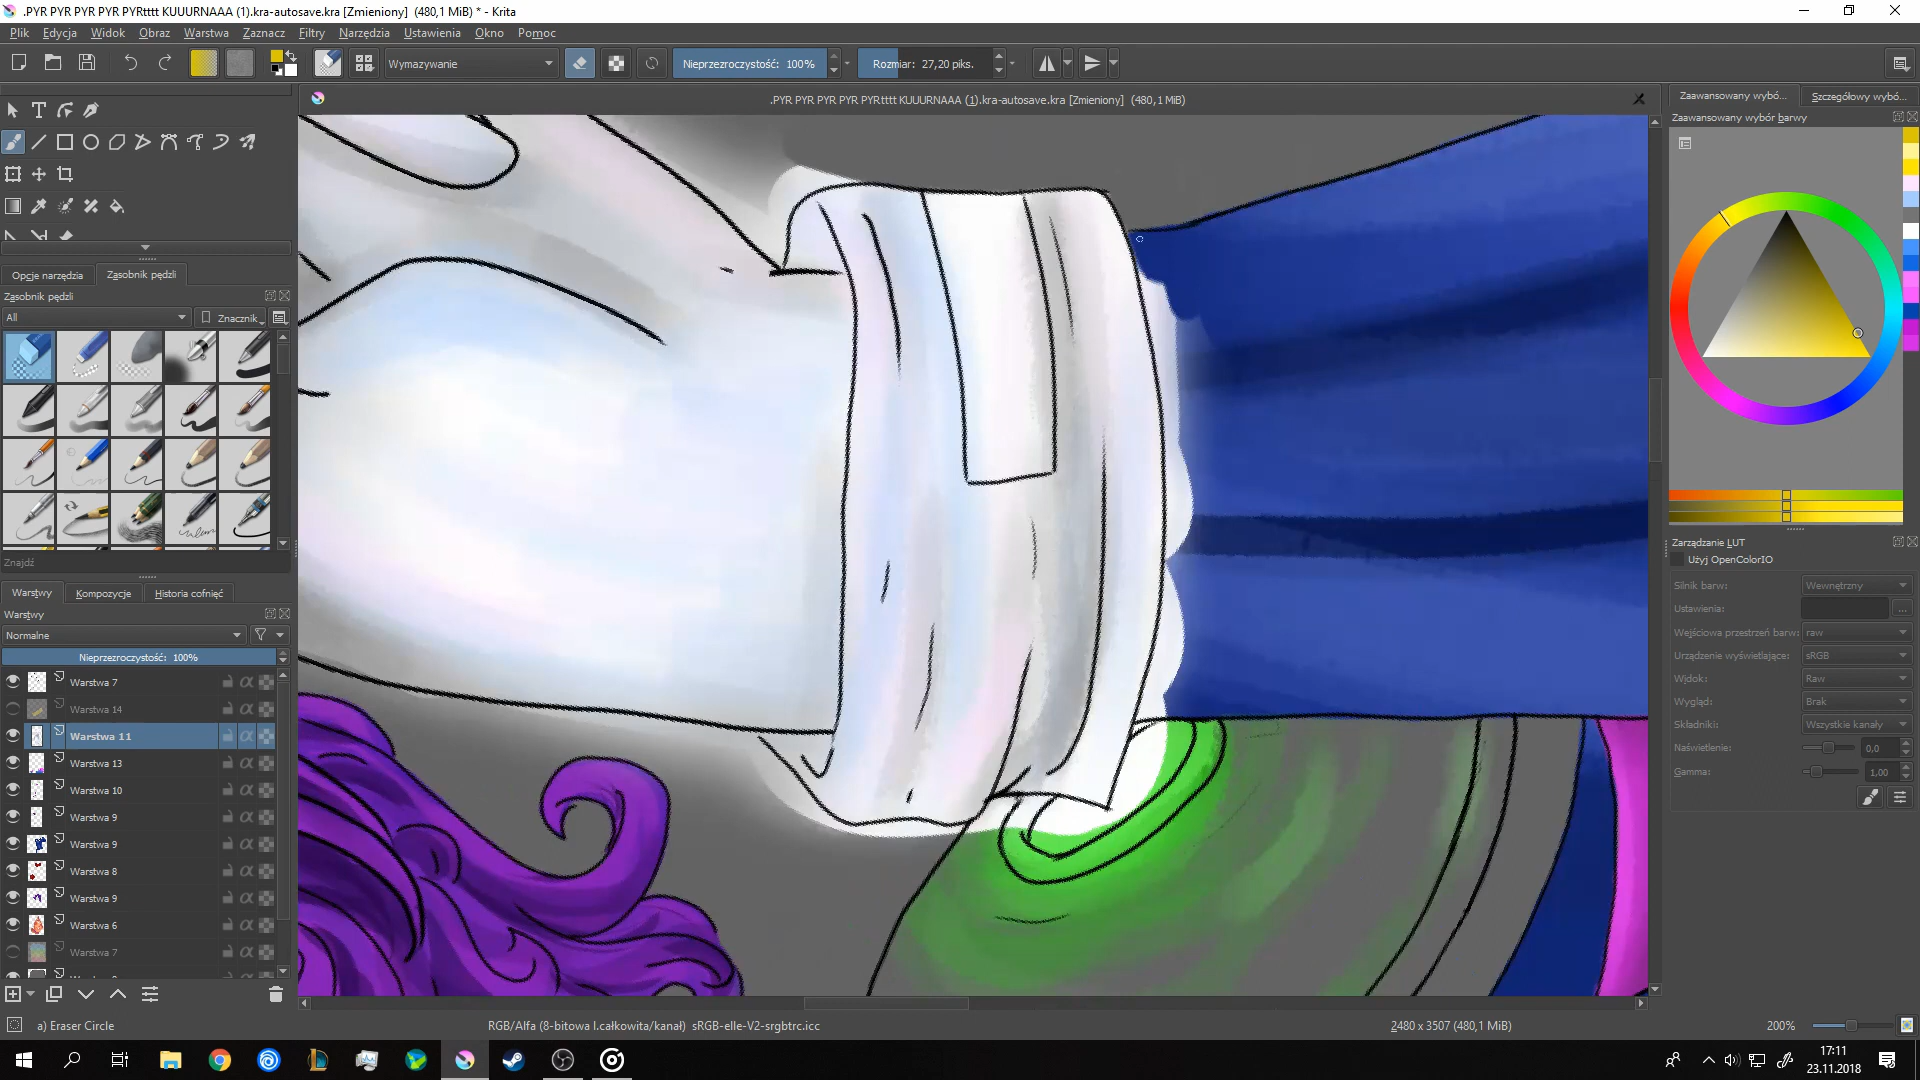 .PYR PYR PYR PYR PYRtttt KUUURNAAA (1).kra-autosave.kra [Zmieniony]  (480,1 MiB) * - Krita
Plik Edycja Widok Obraz Warstwa Zaznacz Filtry Narzędzia Ustawienia Okno Pomoc
Wymazywanie
Nieprzezroczystość: 100%
Rozmiar: 27,20 piks.
.PYR PYR PYR PYR PYRtttt KUUURNAAA (1).kra-autosave.kra [Zmieniony]  (480,1 MiB)
Opcje narzędzia
Zasobnik pędzli
Zasobnik pędzli
All
Znacznik
Znajdź
Warstwy
Kompozycje
Historia cofnięć
Warstwy
Normalne
Nieprzezroczystość: 100%
Warstwa 7
Warstwa 14
Warstwa 11
Warstwa 13
Warstwa 10
Warstwa 9
Warstwa 9
Warstwa 8
Warstwa 9
Warstwa 6
Warstwa 7
Zaawansowany wybó...
Szczegółowy wybó...
Zaawansowany wybór barwy
Zarządzanie LUT
Użyj OpenColorIO
Silnik barw: Wewnętrzny
Ustawienia: ...
Wejściowa przestrzeń barw: raw
Urządzenie wyświetlające: sRGB
Widok: Raw
Wygląd: Brak
Składniki: Wszystkie kanały
Naświetlenie: 0,0
Gamma: 1,00
a) Eraser Circle
RGB/Alfa (8-bitowa l.całkowita/kanał)  sRGB-elle-V2-srgbtrc.icc
2480 x 3507 (480,1 MiB)
200%
17:11
23.11.2018